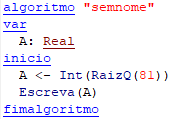 algoritmo "semnome"
var
A: Real
inicio
A <- Int(RaizQ(81))
Escreva(A)
fimalgoritmo